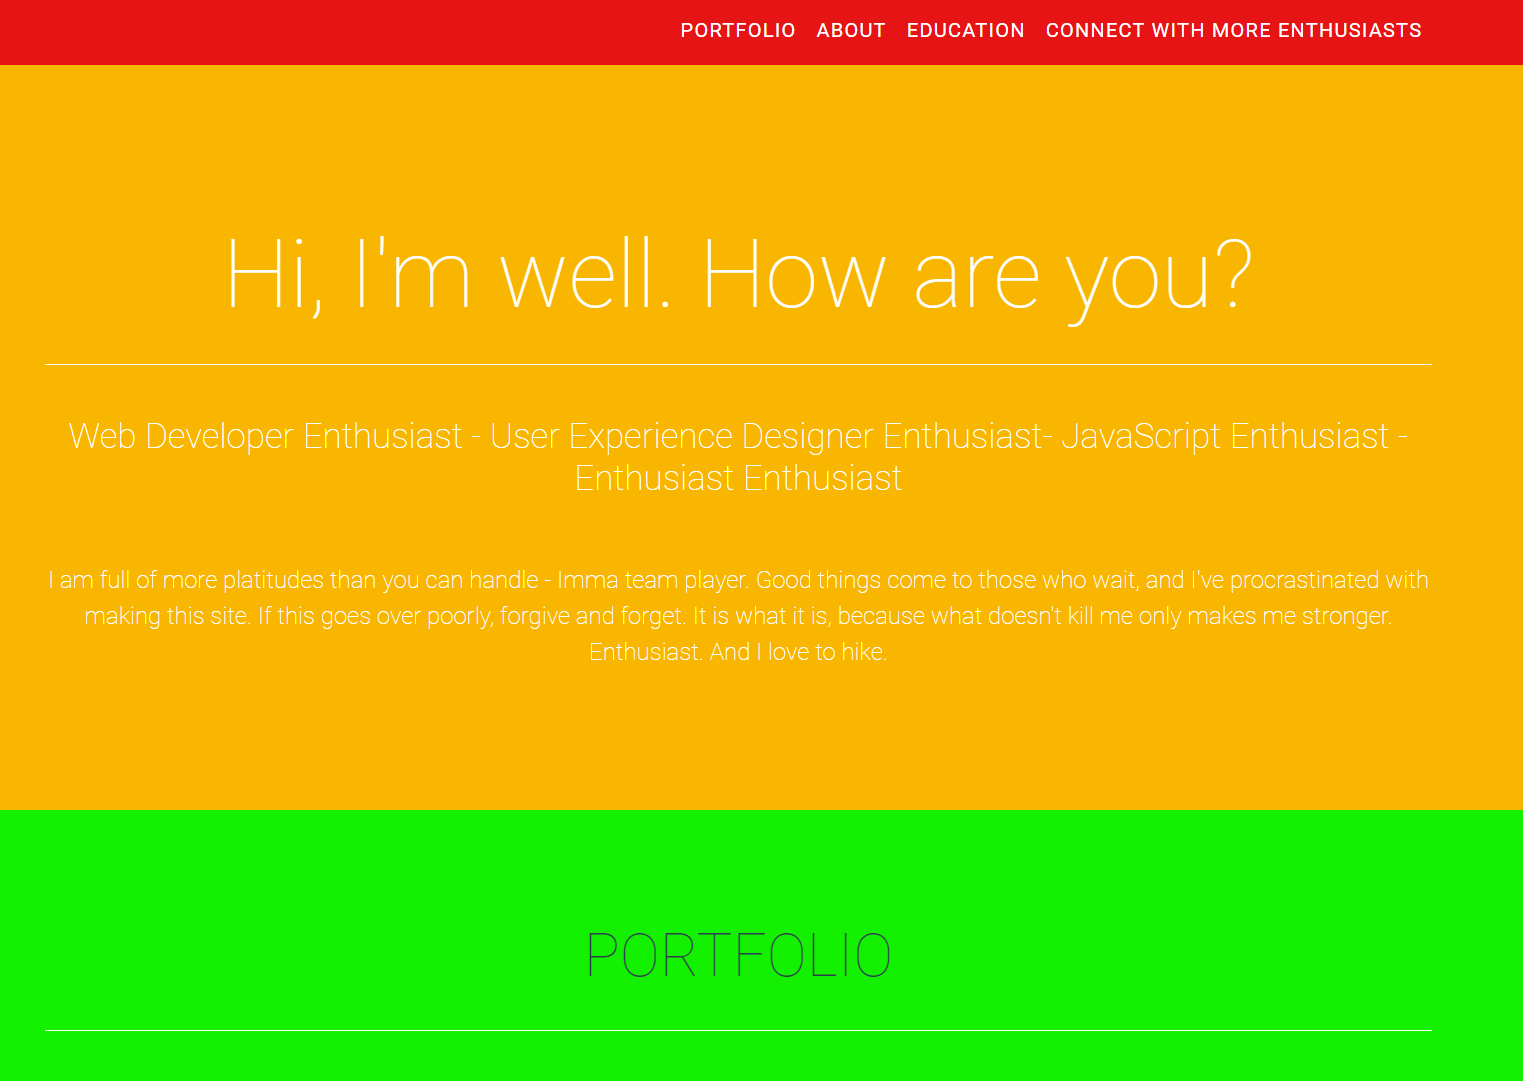 PORTFOLIO ABOUT EDUCATION CONNECT WITH MORE ENTHUSIASTS
Hi, I'm well. How are you?
Web Developer Enthusiast - User Experience Designer Enthusiast- JavaScript Enthusiast -
Enthusiast Enthusiast
I am full of more platitudes than you can handle - Imma team player. Good things come to those who wait, and I've procrastinated with
making this site. If this goes over poorly, forgive and forget. It is what it is, because what doesn't kill me only makes me stronger.
Enthusiast. And I love to hike.
PORTFOLIO